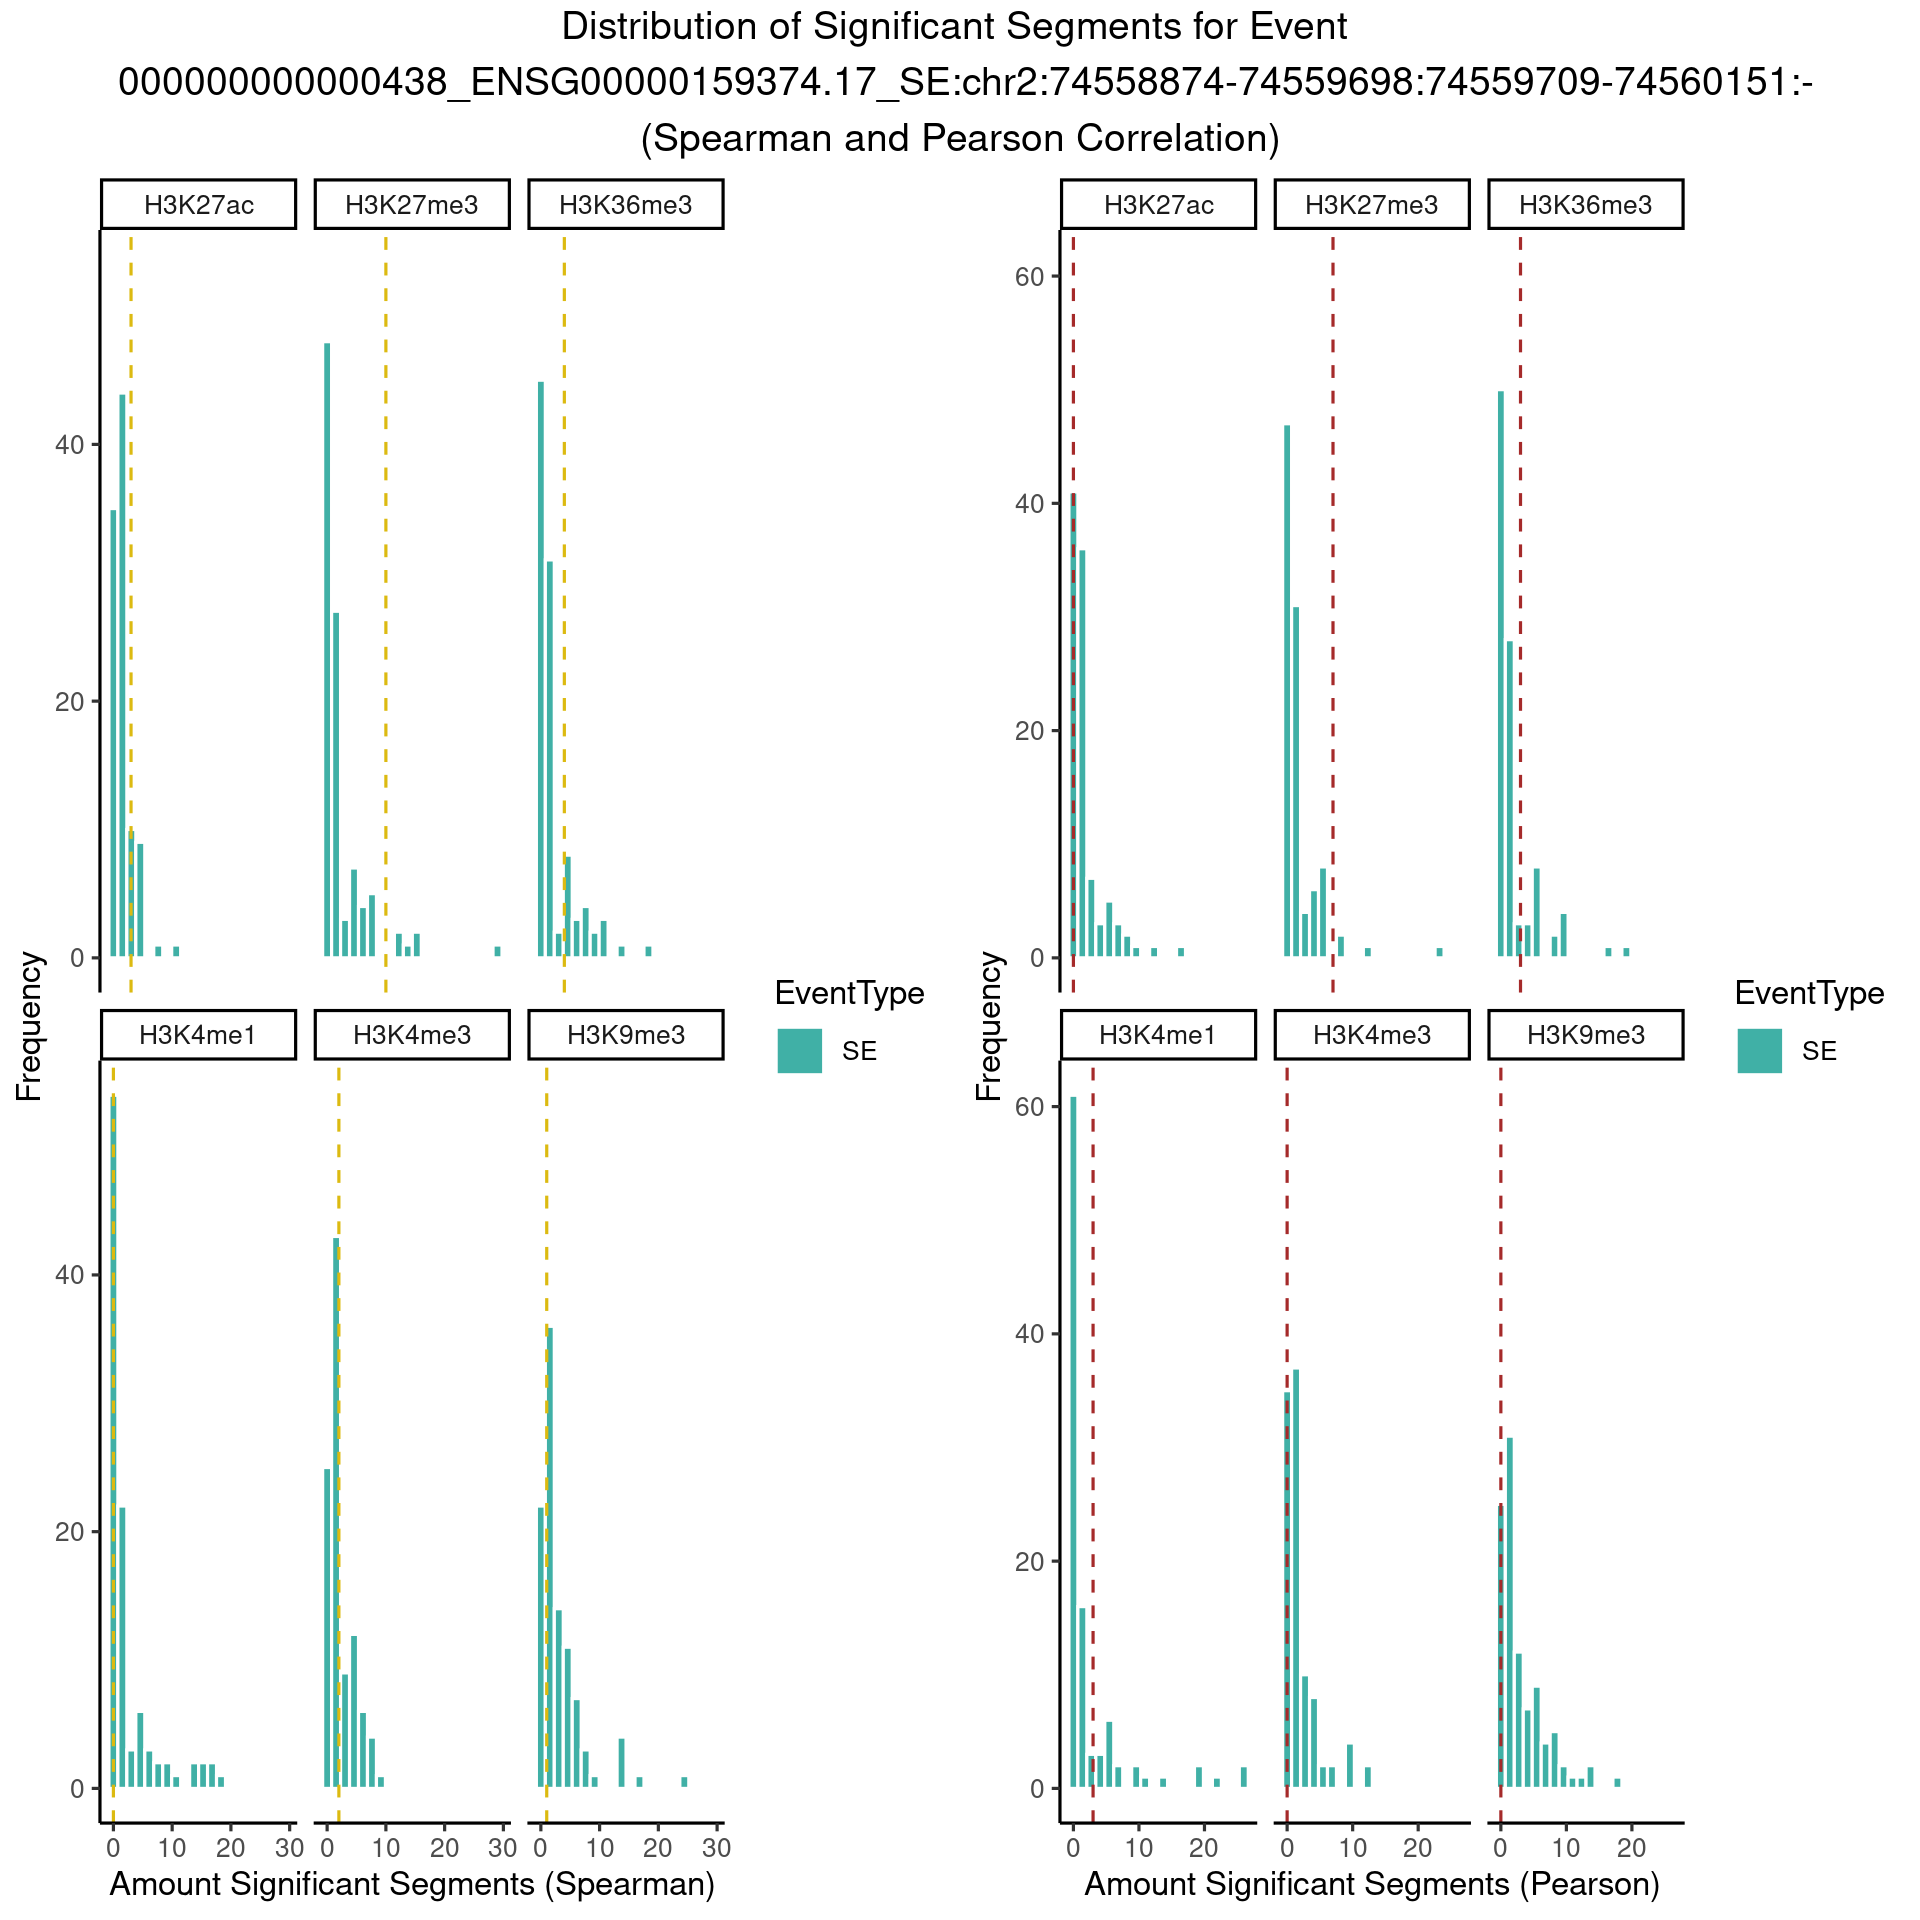 Distribution of Significant Segments for Event
000000000000438_ENSG00000159374.17_SE:chr2:74558874-74559698:74559709-74560151:-
(Spearman and Pearson Correlation)
H3K27ac H3K27me3 H3K36me3
40
20
0
H3K4me1 H3K4me3 H3K9me3
40
20
0
0 10 20 30 0 10 20 30 0 10 20 30
Amount Significant Segments (Spearman)
Frequency
EventType
SE
H3K27ac H3K27me3 H3K36me3
60
40
20
0
H3K4me1 H3K4me3 H3K9me3
60
40
20
0
0 10 20 0 10 20 0 10 20
Amount Significant Segments (Pearson)
Frequency
EventType
SE